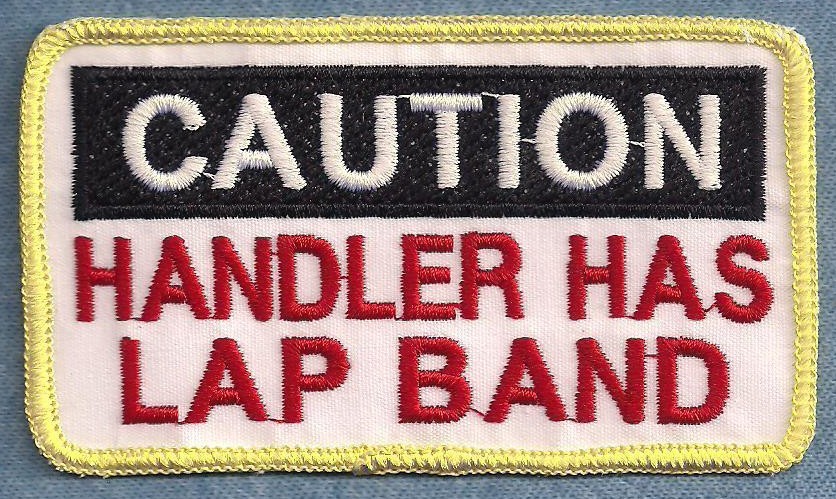 CAUTION
HANDLER HAS
LAP BAND